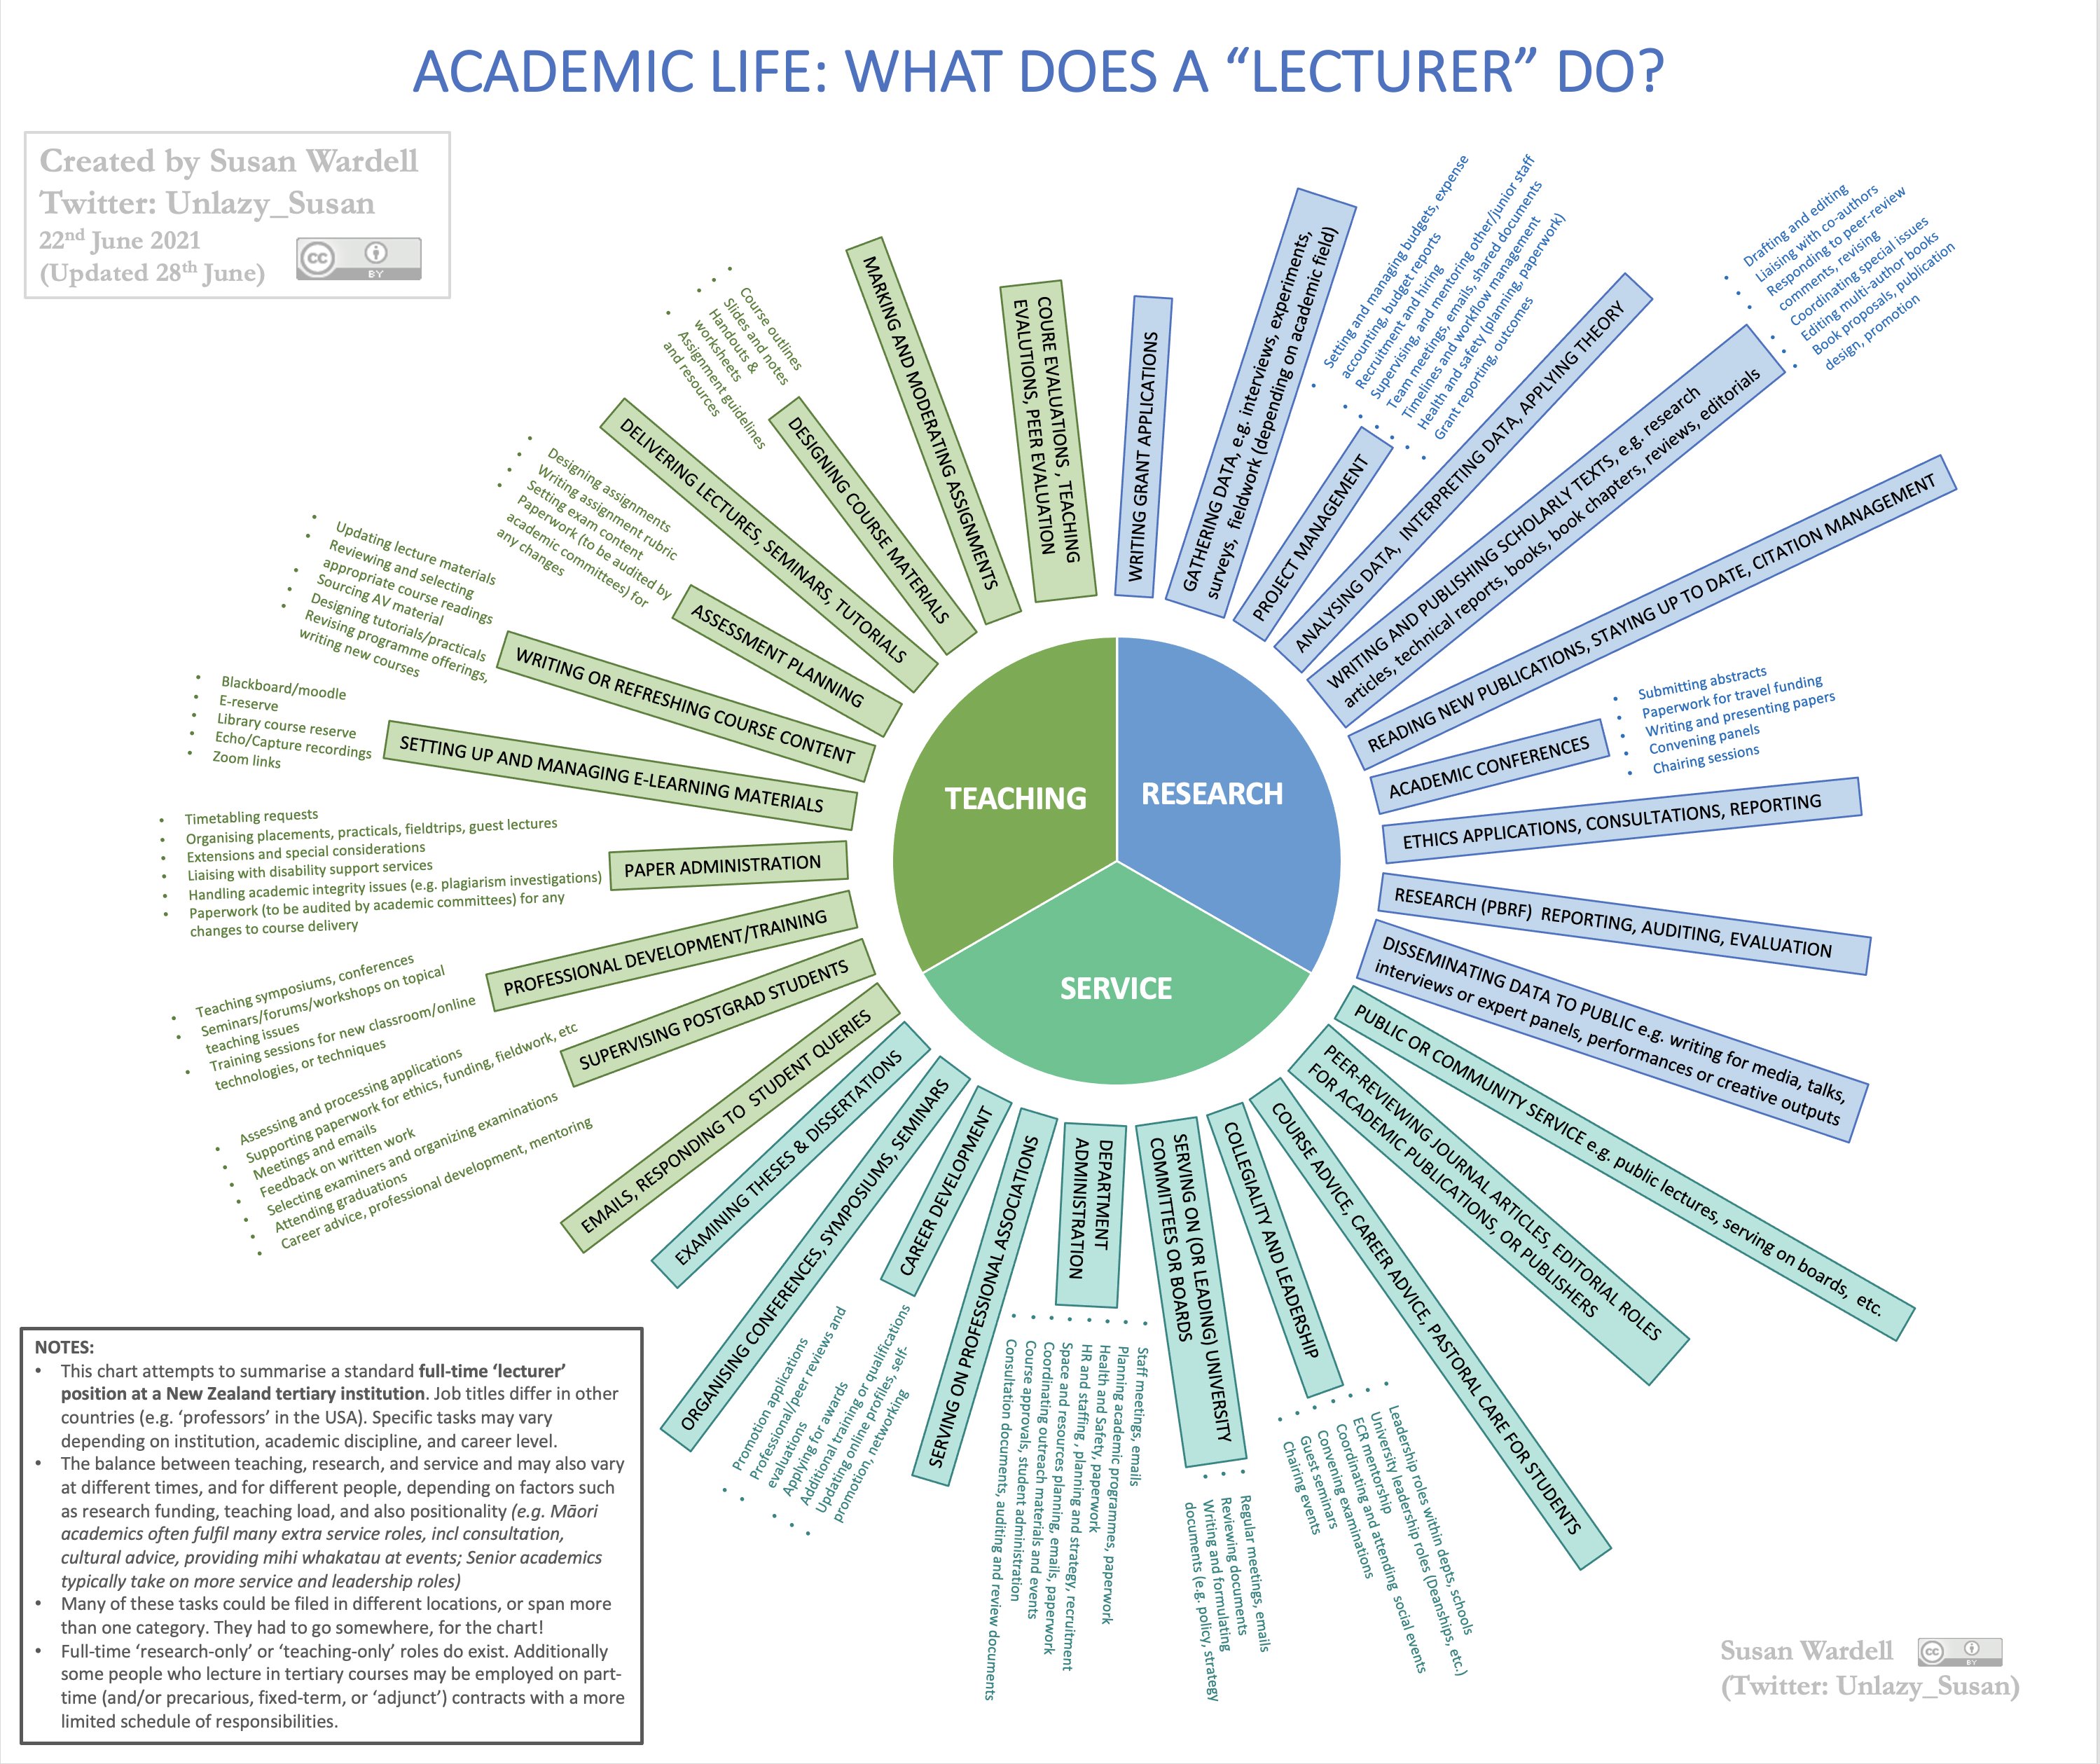 ACADEMIC LIFE: WHAT DOES A “LECTURER” DO?
Created by Susan Wardell
Twitter: Unlazy_Susan
22nd June 2021
(Updated 28th June)
cc
BY
TEACHING
RESEARCH
SERVICE
WRITING GRANT APPLICATIONS
GATHERING DATA, e.g. interviews, experiments,
surveys, fieldwork (depending on academic field)
PROJECT MANAGEMENT
• Setting and managing budgets, expense
accounting, budget reports
• Recruitment and hiring
• Supervising, and mentoring other/junior staff
• Team meetings, emails, shared documents
• Timelines and workflow management
• Health and safety (planning, paperwork)
• Grant reporting, outcomes
ANALYSING DATA, INTERPRETING DATA, APPLYING THEORY
WRITING AND PUBLISHING SCHOLARLY TEXTS, e.g. research
articles, technical reports, books, book chapters, reviews, editorials
• Drafting and editing
• Liaising with co-authors
• Responding to peer-review
comments, revising
• Coordinating special issues
• Editing multi-author books
• Book proposals, publication
design, promotion
READING NEW PUBLICATIONS, STAYING UP TO DATE, CITATION MANAGEMENT
ACADEMIC CONFERENCES
• Submitting abstracts
• Paperwork for travel funding
• Writing and presenting papers
• Convening panels
• Chairing sessions
ETHICS APPLICATIONS, CONSULTATIONS, REPORTING
RESEARCH (PBRF) REPORTING, AUDITING, EVALUATION
DISSEMINATING DATA TO PUBLIC e.g. writing for media, talks,
interviews or expert panels, performances or creative outputs
PUBLIC OR COMMUNITY SERVICE e.g. public lectures, serving on boards, etc.
PEER-REVIEWING JOURNAL ARTICLES, EDITORIAL ROLES
FOR ACADEMIC PUBLICATIONS, OR PUBLISHERS
COURSE ADVICE, CAREER ADVICE, PASTORAL CARE FOR STUDENTS
COLLEGIALITY AND LEADERSHIP
• Leadership roles within depts, schools
• University leadership roles (Deanships, etc.)
• ECR mentorship
• Coordinating and attending social events
• Convening examinations
• Guest seminars
• Chairing events
SERVING ON (OR LEADING) UNIVERSITY
COMMITTEES OR BOARDS
• Regular meetings, emails
• Reviewing documents
• Writing and formulating
documents (e.g. policy, strategy
DEPARTMENT
ADMINISTRATION
• Staff meetings, emails
• Planning academic programmes, paperwork
• Health and Safety, paperwork
• HR and staffing , planning and strategy, recruitment
• Space and resources planning, emails, paperwork
• Coordinating outreach materials and events
• Course approvals, student administration
• Consultation documents, auditing and review documents
SERVING ON PROFESSIONAL ASSOCIATIONS
CAREER DEVELOPMENT
• Promotion applications
• Professional/peer reviews and
evaluations
• Applying for awards
• Additional training or qualifications
• Updating online profiles, self-
promotion, networking
ORGANISING CONFERENCES, SYMPOSIUMS, SEMINARS
EXAMINING THESES & DISSERTATIONS
EMAILS, RESPONDING TO STUDENT QUERIES
SUPERVISING POSTGRAD STUDENTS
• Assessing and processing applications
• Supporting paperwork for ethics, funding, fieldwork, etc
• Meetings and emails
• Feedback on written work
• Selecting examiners and organizing examinations
• Attending graduations
• Career advice, professional development, mentoring
PROFESSIONAL DEVELOPMENT/TRAINING
• Teaching symposiums, conferences
• Seminars/forums/workshops on topical
teaching issues
• Training sessions for new classroom/online
technologies, or techniques
PAPER ADMINISTRATION
• Timetabling requests
• Organising placements, practicals, fieldtrips, guest lectures
• Extensions and special considerations
• Liaising with disability support services
• Handling academic integrity issues (e.g. plagiarism investigations)
• Paperwork (to be audited by academic committees) for any
changes to course delivery
SETTING UP AND MANAGING E-LEARNING MATERIALS
• Blackboard/moodle
• E-reserve
• Library course reserve
• Echo/Capture recordings
• Zoom links
WRITING OR REFRESHING COURSE CONTENT
• Updating lecture materials
• Reviewing and selecting
appropriate course readings
• Sourcing AV material
• Designing tutorials/practicals
• Revising programme offerings,
writing new courses
ASSESSMENT PLANNING
• Designing assignments
• Writing assignment rubric
• Setting exam content
• Paperwork (to be audited by
academic committees) for
any changes
DELIVERING LECTURES, SEMINARS, TUTORIALS
DESIGNING COURSE MATERIALS
• Course outlines
• Slides and notes
• Handouts &
worksheets
• Assignment guidelines
and resources
MARKING AND MODERATING ASSIGNMENTS
COURE EVALUATIONS , TEACHING
EVALUTIONS, PEER EVALUATION
NOTES:
• This chart attempts to summarise a standard full-time ‘lecturer’
position at a New Zealand tertiary institution. Job titles differ in other
countries (e.g. ‘professors’ in the USA). Specific tasks may vary
depending on institution, academic discipline, and career level.
• The balance between teaching, research, and service and may also vary
at different times, and for different people, depending on factors such
as research funding, teaching load, and also positionality (e.g. Māori
academics often fulfil many extra service roles, incl consultation,
cultural advice, providing mihi whakatau at events; Senior academics
typically take on more service and leadership roles)
• Many of these tasks could be filed in different locations, or span more
than one category. They had to go somewhere, for the chart!
• Full-time ‘research-only’ or ‘teaching-only’ roles do exist. Additionally
some people who lecture in tertiary courses may be employed on part-
time (and/or precarious, fixed-term, or ‘adjunct’) contracts with a more
limited schedule of responsibilities.
Susan Wardell
cc
BY
(Twitter: Unlazy_Susan)